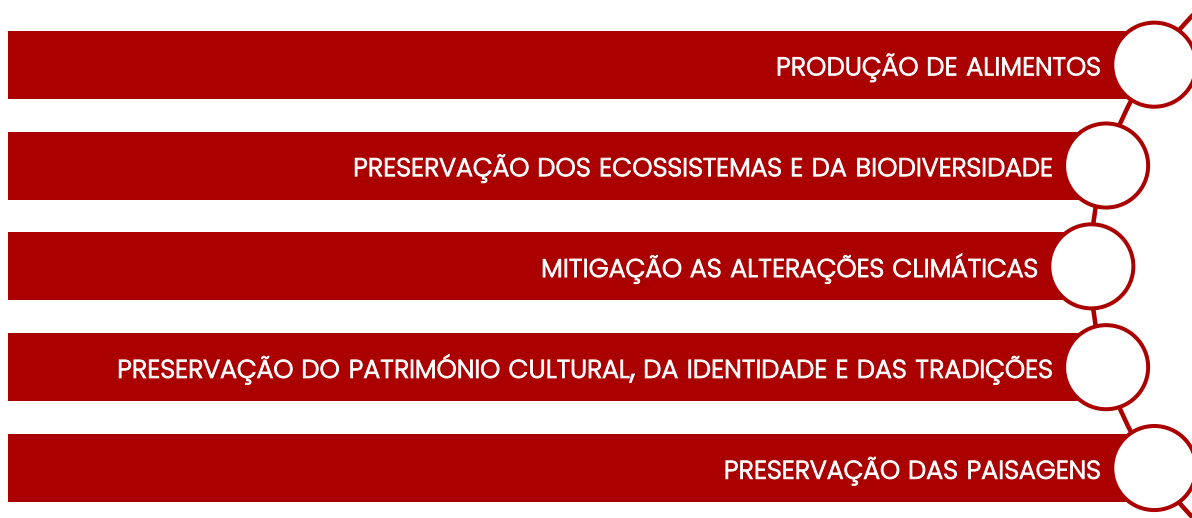 PRODUÇÃO DE ALIMENTOS
PRESERVAÇÃO DOS ECOSSISTEMAS E DA BIODIVERSIDADE
MITIGAÇÃO AS ALTERAÇÕES CLIMÁTICAS
PRESERVAÇÃO DO PATRIMÓNIO CULTURAL, DA IDENTIDADE E DAS TRADIÇÕES
PRESERVAÇÃO DAS PAISAGENS